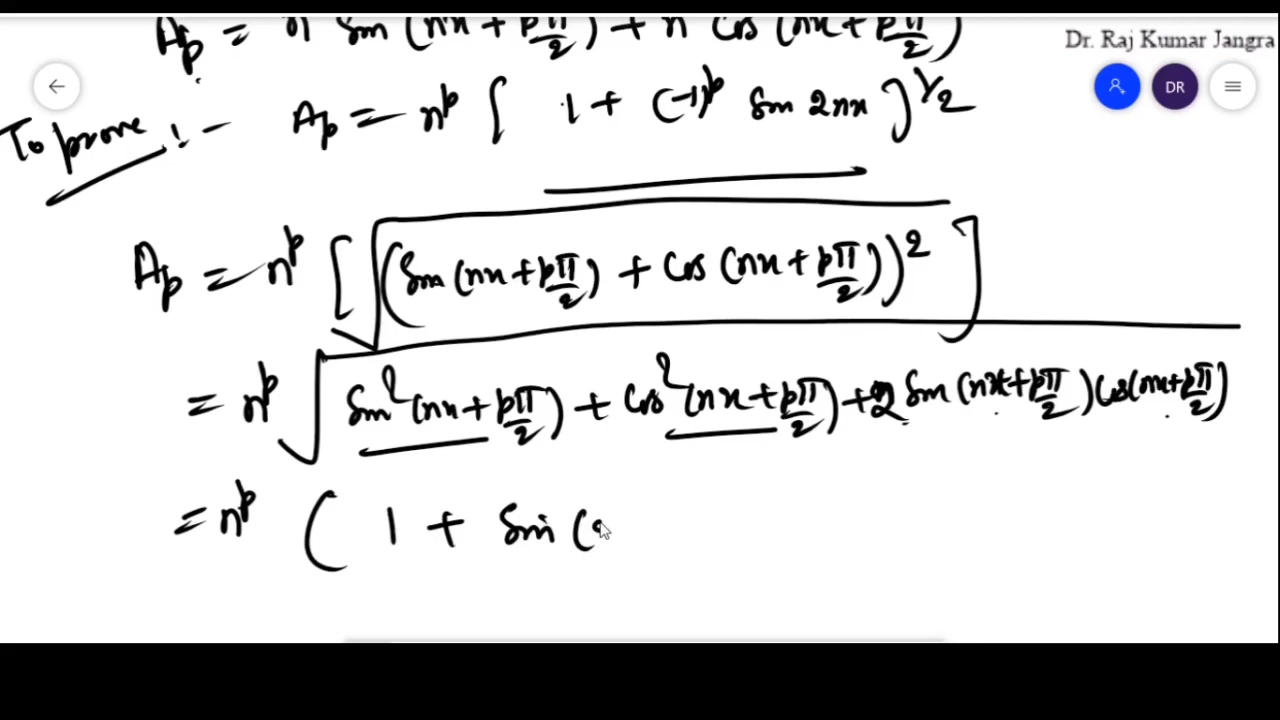 Ap = n^p Sin (nx + pπ/2) + n^p Cos (nx + pπ/2)
Dr. Raj Kumar Jangra
DR
To prove :- Ap = n^p [ 1 + (-1)^p Sin 2nx ]^1/2
Ap = n^p [ √(Sin (nx + pπ/2) + Cos (nx + pπ/2))^2 ]
= n^p √ Sin^2 (nx + pπ/2) + Cos^2 (nx + pπ/2) + 2 Sin (nx + pπ/2) Cos (nx + pπ/2)
= n^p ( 1 + Sin (